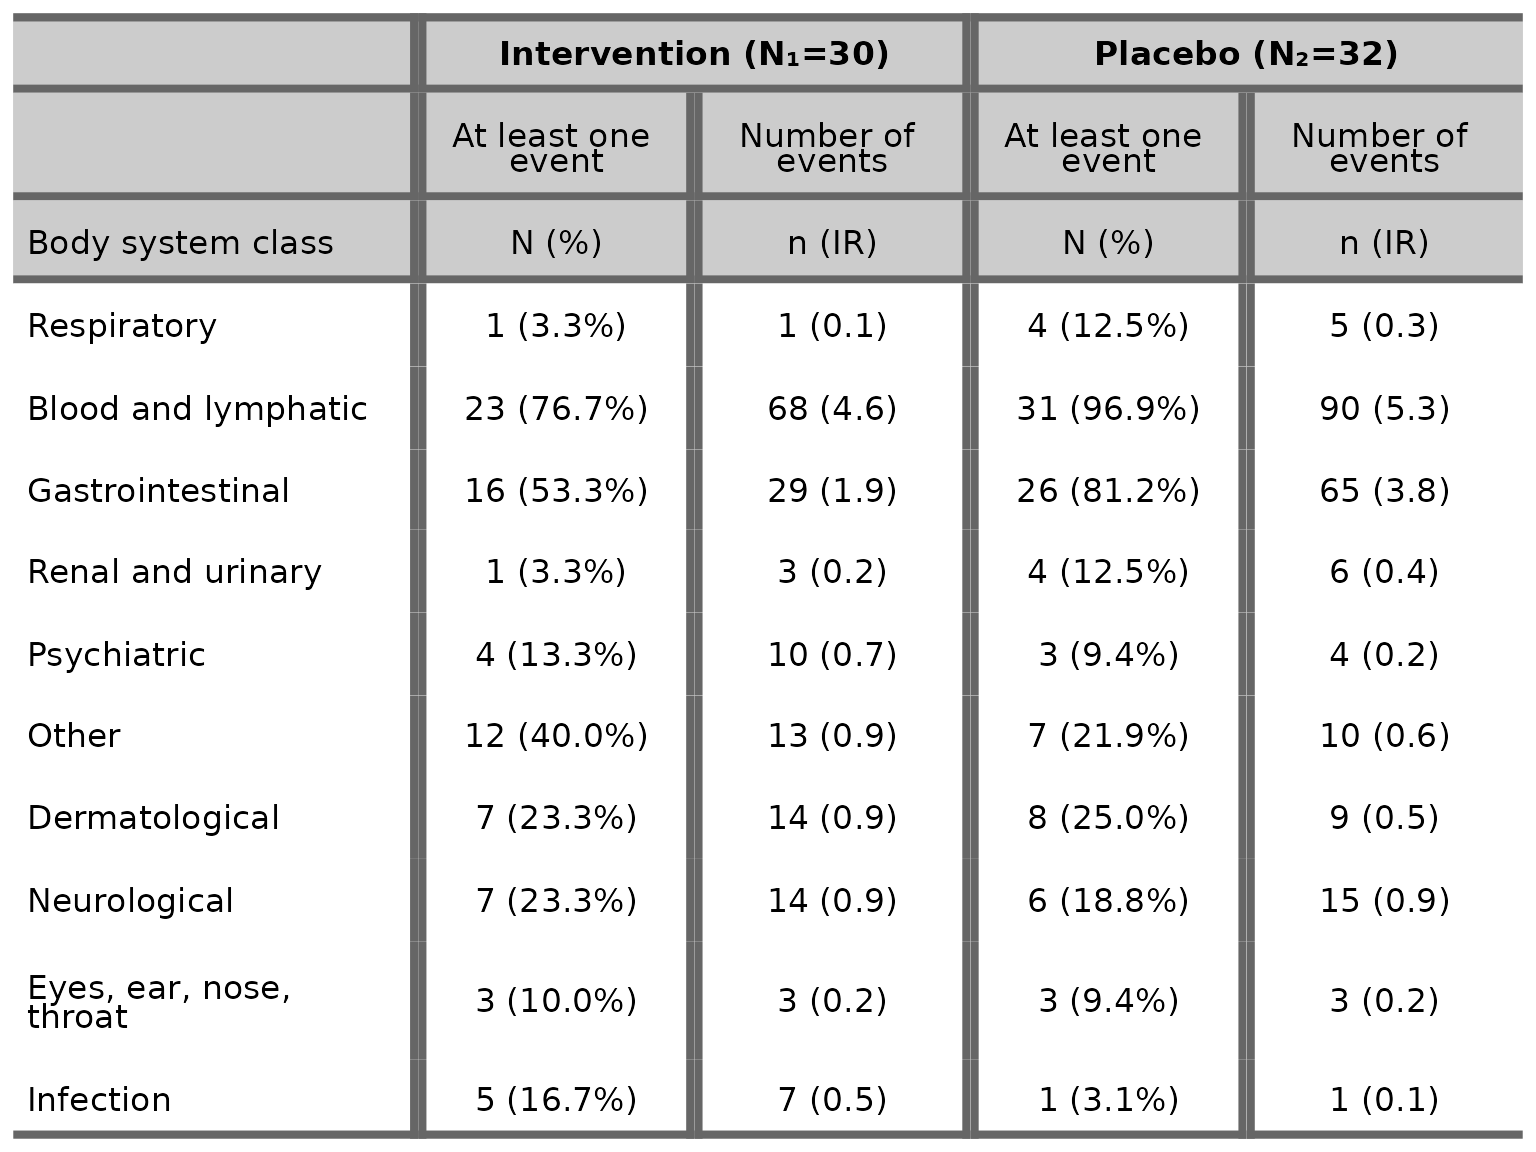 Intervention (N₁=30) Placebo (N₂=32)
At least one event Number of events At least one event Number of events
Body system class N (%) n (IR) N (%) n (IR)
Respiratory 1 (3.3%) 1 (0.1) 4 (12.5%) 5 (0.3)
Blood and lymphatic 23 (76.7%) 68 (4.6) 31 (96.9%) 90 (5.3)
Gastrointestinal 16 (53.3%) 29 (1.9) 26 (81.2%) 65 (3.8)
Renal and urinary 1 (3.3%) 3 (0.2) 4 (12.5%) 6 (0.4)
Psychiatric 4 (13.3%) 10 (0.7) 3 (9.4%) 4 (0.2)
Other 12 (40.0%) 13 (0.9) 7 (21.9%) 10 (0.6)
Dermatological 7 (23.3%) 14 (0.9) 8 (25.0%) 9 (0.5)
Neurological 7 (23.3%) 14 (0.9) 6 (18.8%) 15 (0.9)
Eyes, ear, nose, throat 3 (10.0%) 3 (0.2) 3 (9.4%) 3 (0.2)
Infection 5 (16.7%) 7 (0.5) 1 (3.1%) 1 (0.1)